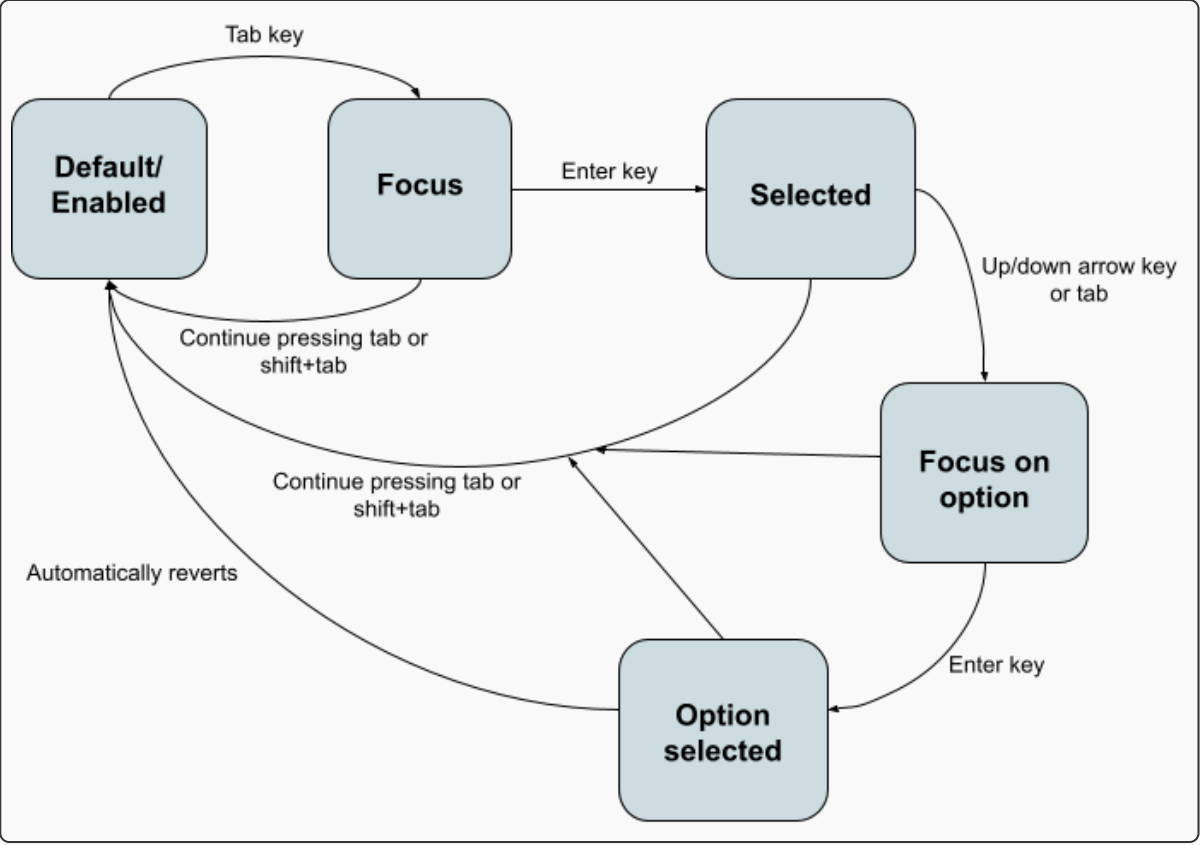 Tab key
Default/
Enabled
Focus
Enter key
Selected
Up/down arrow key
or tab
Continue pressing tab or
shift+tab
Focus on
option
Continue pressing tab or
shift+tab
Automatically reverts
Enter key
Option
selected